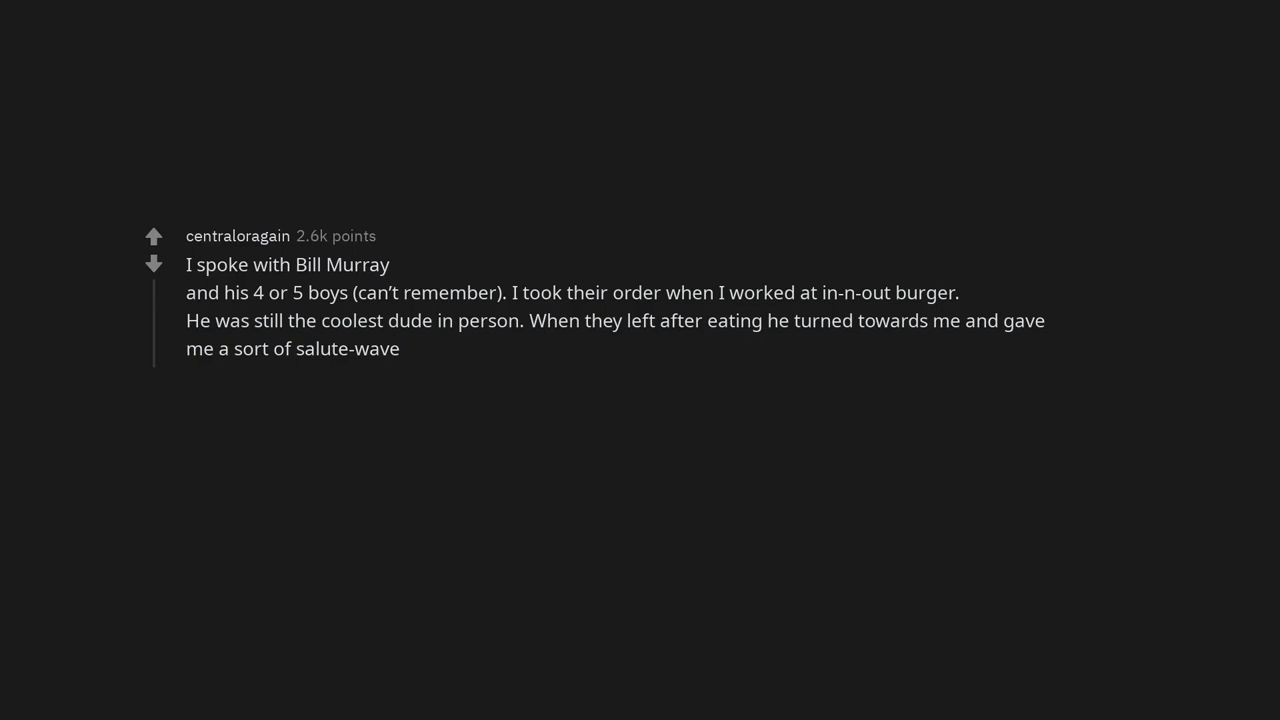 centraloragain 2.6k points
I spoke with Bill Murray
and his 4 or 5 boys (can’t remember). I took their order when I worked at in-n-out burger.
He was still the coolest dude in person. When they left after eating he turned towards me and gave
me a sort of salute-wave